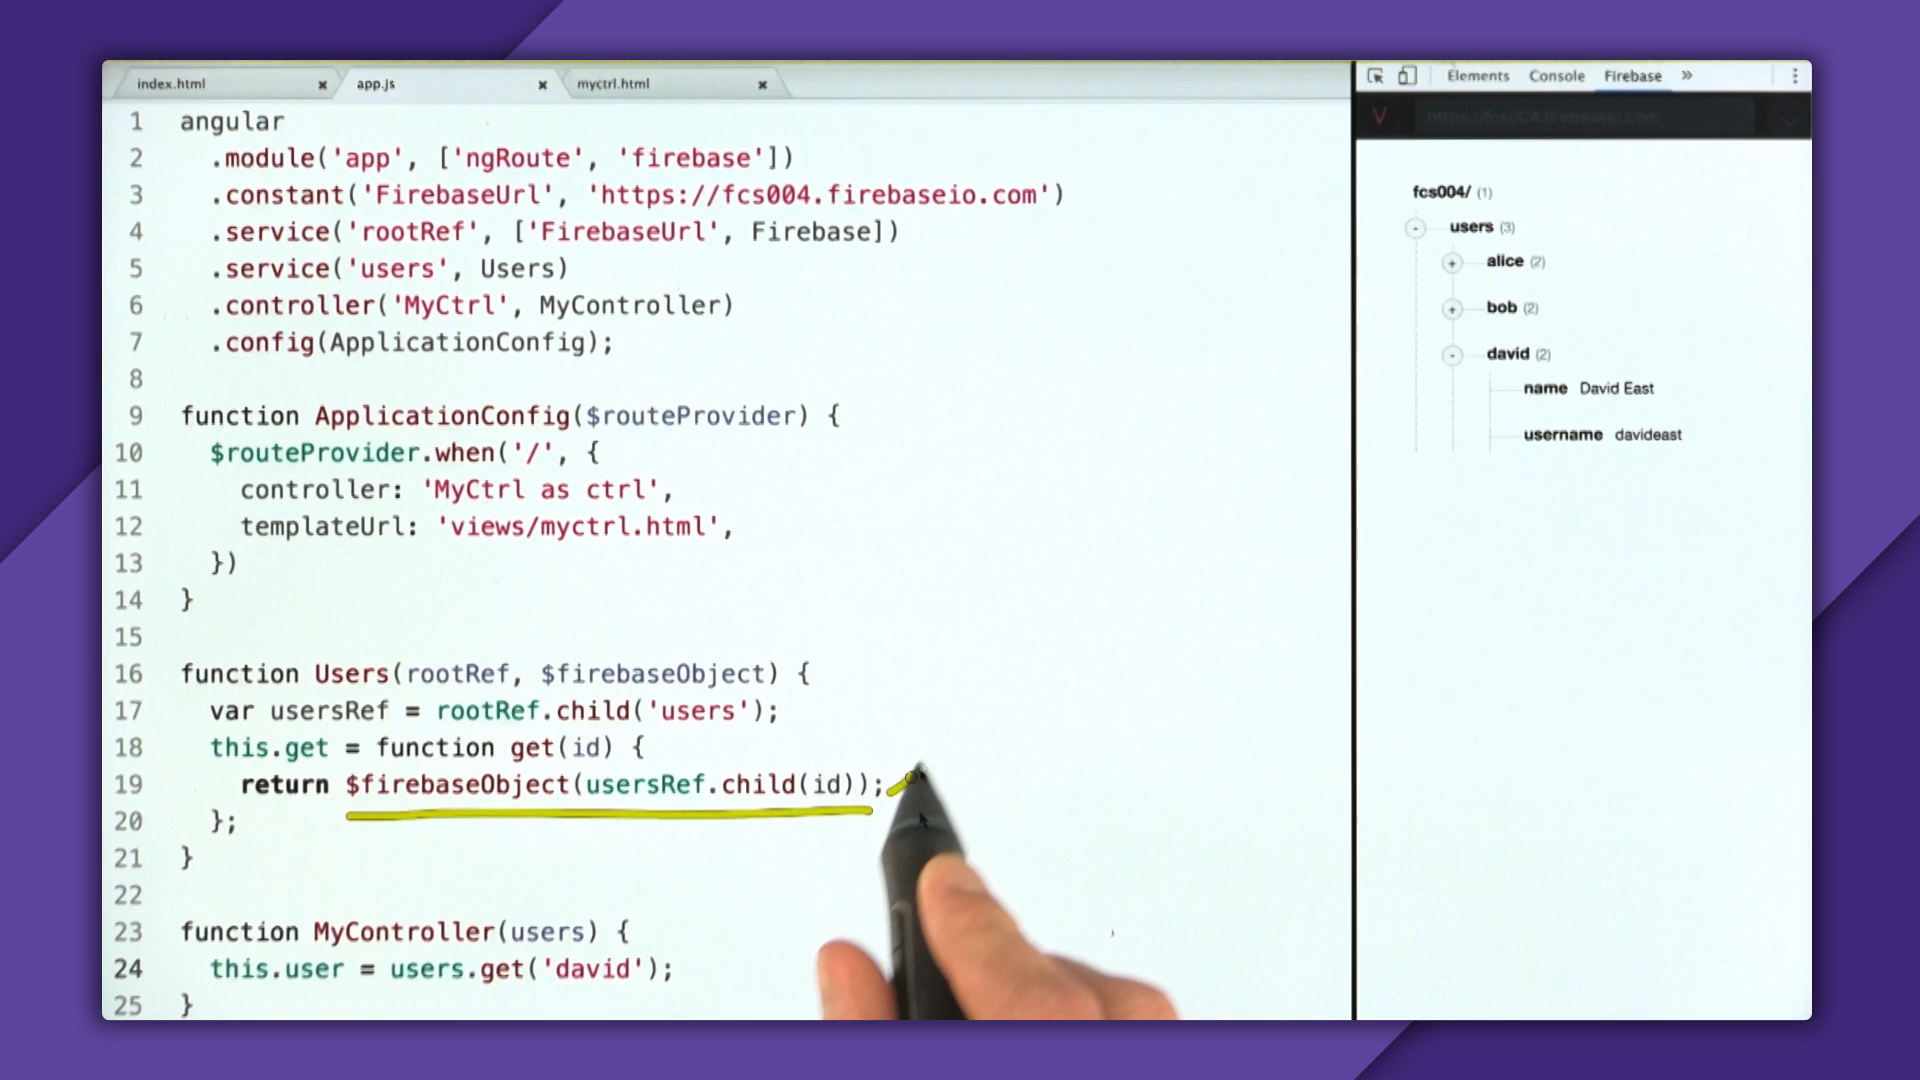 index.html
app.js
myctrl.html
1 angular
2 .module('app', ['ngRoute', 'firebase'])
3 .constant('FirebaseUrl', 'https://fcs004.firebaseio.com')
4 .service('rootRef', ['FirebaseUrl', Firebase])
5 .service('users', Users)
6 .controller('MyCtrl', MyController)
7 .config(ApplicationConfig);
8
9 function ApplicationConfig($routeProvider) {
10 $routeProvider.when('/', {
11 controller: 'MyCtrl as ctrl',
12 templateUrl: 'views/myctrl.html',
13 })
14 }
15
16 function Users(rootRef, $firebaseObject) {
17 var usersRef = rootRef.child('users');
18 this.get = function get(id) {
19 return $firebaseObject(usersRef.child(id));
20 };
21 }
22
23 function MyController(users) {
24 this.user = users.get('david');
25 }
Elements Console Firebase »
https://fcs004.firebaseio.com
fcs004/ (1)
- users (3)
+ alice (2)
+ bob (2)
- david (2)
name David East
username davideast